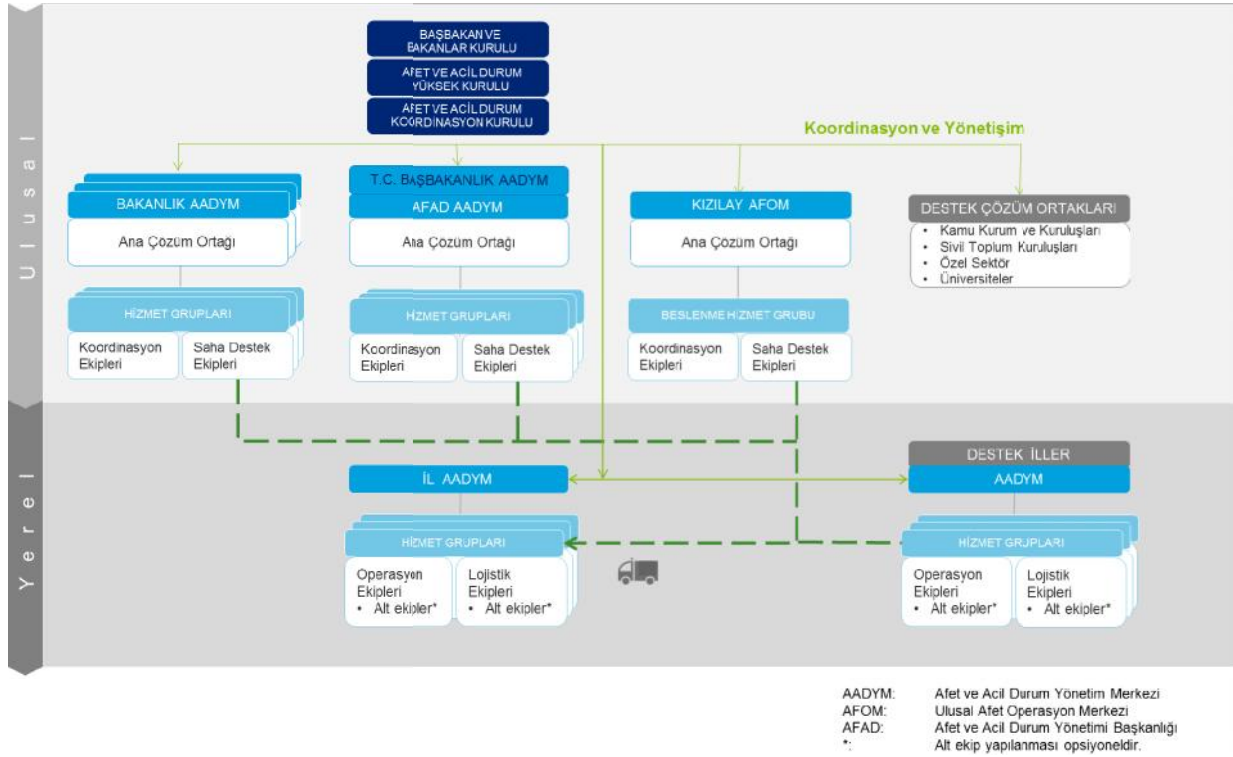 BAŞBAKAN VE
BAKANLAR KURULU
AFET VE ACİL DURUM
YÜKSEK KURULU
AFET VE ACİL DURUM
KOORDİNASYON KURULU
Koordinasyon ve Yönetişim
Ulusal
BAKANLIK AADYM
Ana Çözüm Ortağı
HİZMET GRUPLARI
Koordinasyon
Ekipleri
Saha Destek
Ekipleri
T.C. BAŞBAKANLIK AADYM
AFAD AADYM
Ana Çözüm Ortağı
HİZMET GRUPLARI
Koordinasyon
Ekipleri
Saha Destek
Ekipleri
KIZILAY AFOM
Ana Çözüm Ortağı
BESLENME HİZMET GRUBU
Koordinasyon
Ekipleri
Saha Destek
Ekipleri
DESTEK ÇÖZÜM ORTAKLARI
• Kamu Kurum ve Kuruluşları
• Sivil Toplum Kuruluşları
• Özel Sektör
• Üniversiteler
Yerel
İL AADYM
HİZMET GRUPLARI
Operasyon
Ekipleri
• Alt ekipler*
Lojistik
Ekipleri
• Alt ekipler*
DESTEK İLLER
AADYM
HİZMET GRUPLARI
Operasyon
Ekipleri
• Alt ekipler*
Lojistik
Ekipleri
• Alt ekipler*
AADYM: Afet ve Acil Durum Yönetim Merkezi
AFOM: Ulusal Afet Operasyon Merkezi
AFAD: Afet ve Acil Durum Yönetimi Başkanlığı
*: Alt ekip yapılanması opsiyoneldir.